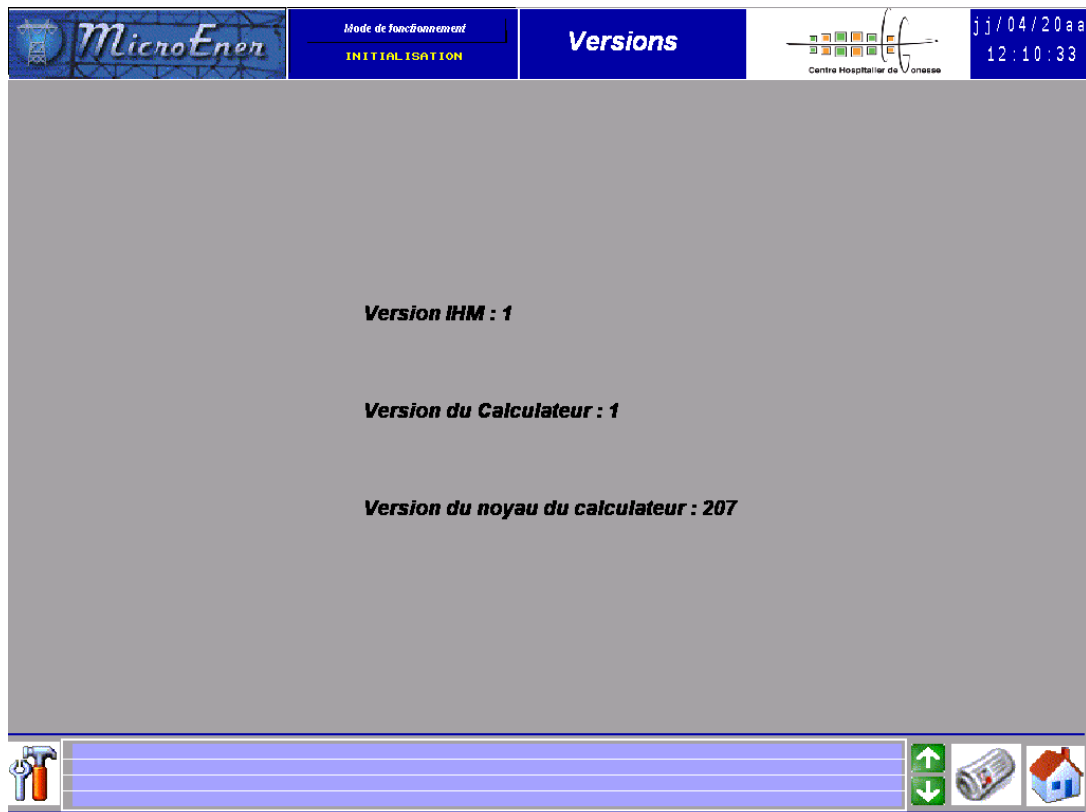 MicroEner
Mode de fonctionnement
INITIALISATION
Versions
Centre Hospitalier de Gonesse
jj/04/20aa
12:10:33
Version IHM : 1
Version du Calculateur : 1
Version du noyau du calculateur : 207